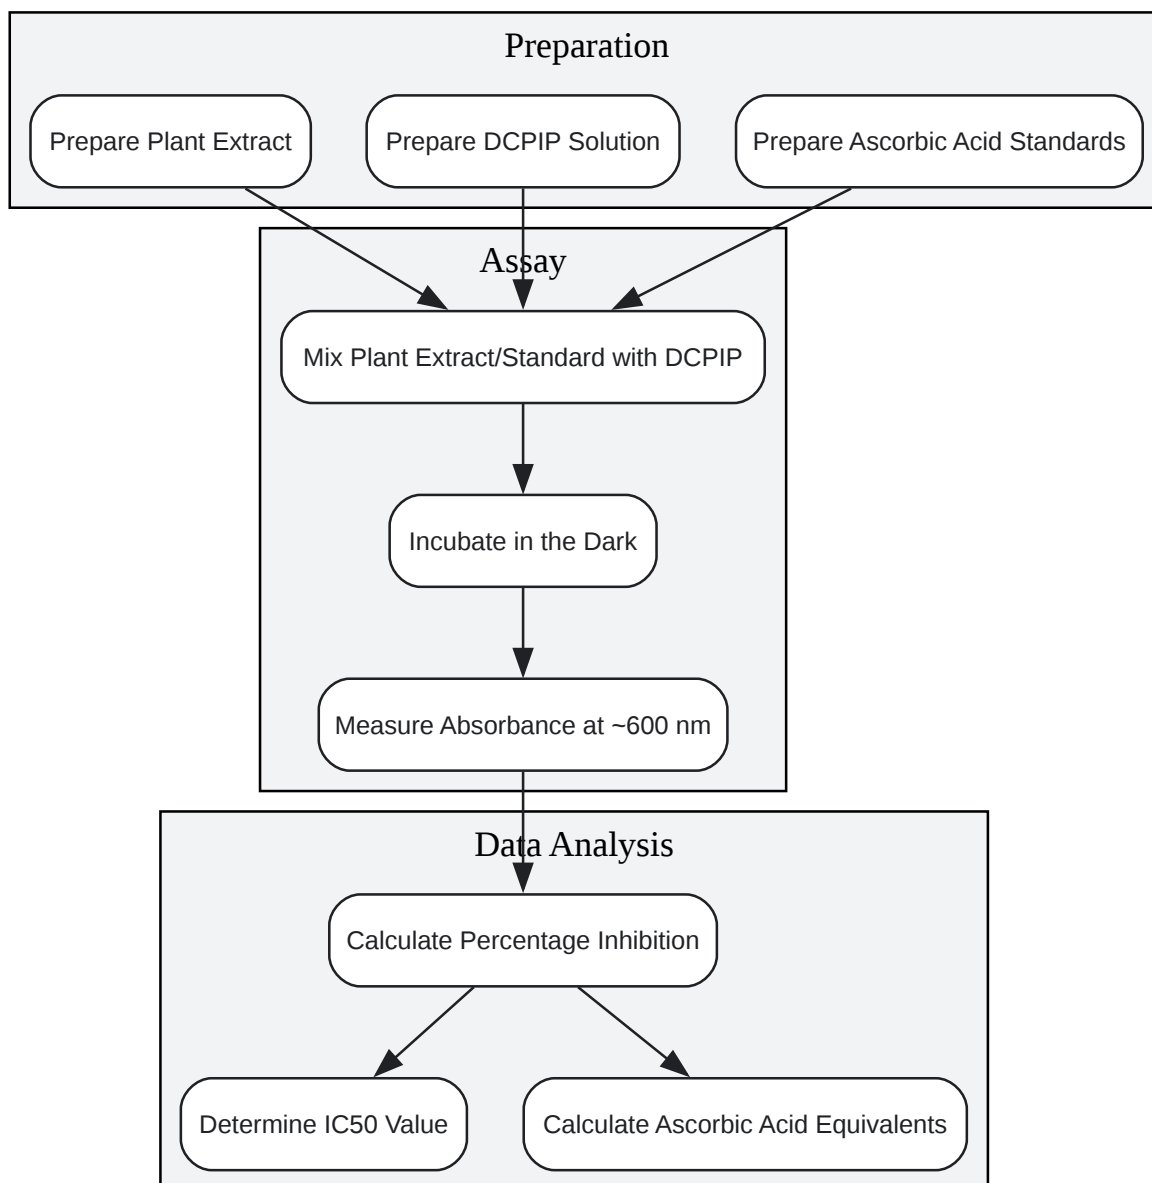 Preparation
Prepare Plant Extract
Prepare DCPIP Solution
Prepare Ascorbic Acid Standards
Assay
Mix Plant Extract/Standard with DCPIP
Incubate in the Dark
Measure Absorbance at ~600 nm
Data Analysis
Calculate Percentage Inhibition
Determine IC50 Value
Calculate Ascorbic Acid Equivalents